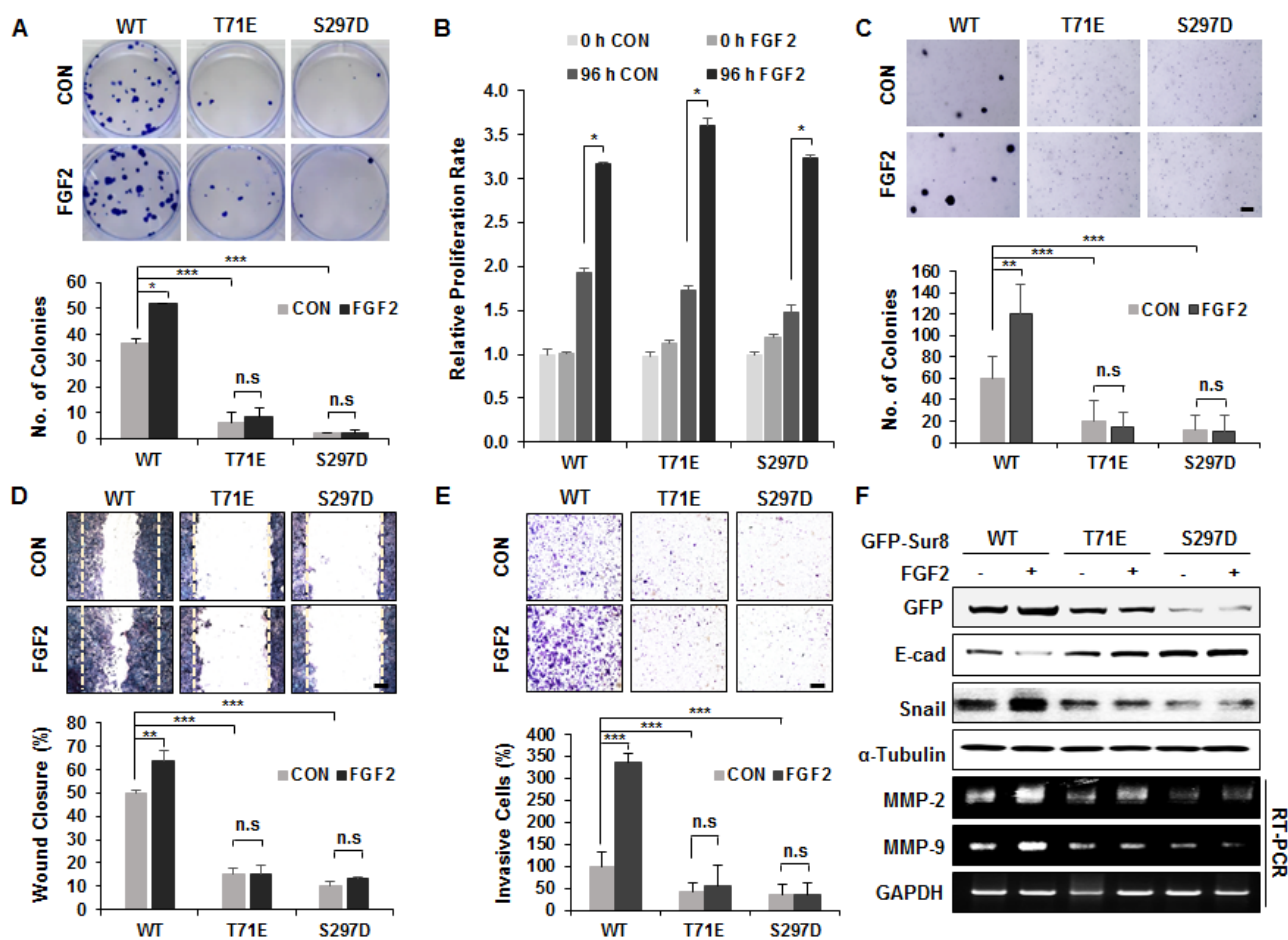 A
WT T71E S297D
CON
FGF2
***
***
*
60
50
40
30
20
10
0
No. of Colonies
CON FGF2
n.s
n.s
WT T71E S297D
B
0 h CON 0 h FGF2
96 h CON 96 h FGF2
4.0
3.5
3.0
2.5
2.0
1.5
1.0
0.5
0.0
Relative Proliferation Rate
*
*
*
WT T71E S297D
C
WT T71E S297D
CON
FGF2
***
***
**
160
140
120
100
80
60
40
20
0
No. of Colonies
CON FGF2
n.s
n.s
WT T71E S297D
D
WT T71E S297D
CON
FGF2
***
***
**
80
70
60
50
40
30
20
10
0
Wound Closure (%)
CON FGF2
n.s
n.s
WT T71E S297D
E
WT T71E S297D
CON
FGF2
***
***
***
400
350
300
250
200
150
100
50
0
Invasive Cells (%)
CON FGF2
n.s
n.s
WT T71E S297D
F
GFP-Sur8 WT T71E S297D
FGF2 - + - + - +
GFP
E-cad
Snail
α-Tubulin
MMP-2
MMP-9
GAPDH
RT-PCR